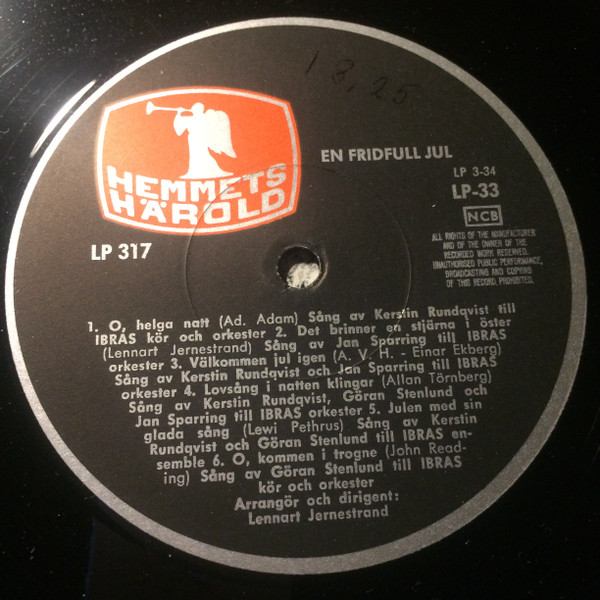 18,25
HEMMETS
HÄROLD
EN FRIDFULL JUL
LP 3-34
LP-33
NCB
LP 317
ALL RIGHTS OF THE MANUFACTURER
AND OF THE OWNER OF THE
RECORDED WORK RESERVED.
UNAUTHORISED PUBLIC PERFORMANCE,
BROADCASTING AND COPYING
OF THIS RECORD, PROHIBITED.
1. O, helga natt (Ad. Adam) Sång av Kerstin Rundqvist till
IBRAS kör och orkester 2. Det brinner en stjärna i öster
(Lennart Jernestrand) Sång av Jan Sparring till IBRAS
orkester 3. Välkommen jul igen (A. V. H. - Einar Ekberg)
Sång av Kerstin Rundqvist och Jan Sparring till IBRAS
orkester 4. Lovsång i natten klingar (Allan Törnberg)
Sång av Kerstin Rundqvist, Göran Stenlund och
Jan Sparring till IBRAS orkester 5. Julen med sin
glada sång (Lewi Pethrus) Sång av Kerstin
Rundqvist och Göran Stenlund till IBRAS en-
semble 6. O, kommen i trogne (John Read-
ing) Sång av Göran Stenlund till IBRAS
kör och orkester
Arrangör och dirigent:
Lennart Jernestrand